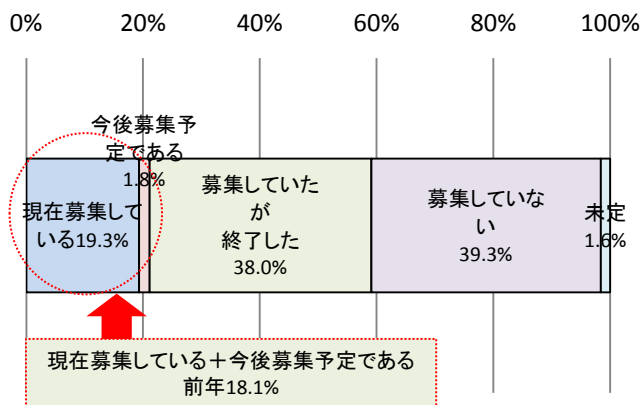 0% 20% 40% 60% 80% 100%
今後募集予
定である
1.8%
現在募集して
いる19.3%
募集していた
が
終了した
38.0%
募集していな
い
39.3%
未定
1.6%
現在募集している＋今後募集予定である
前年18.1%